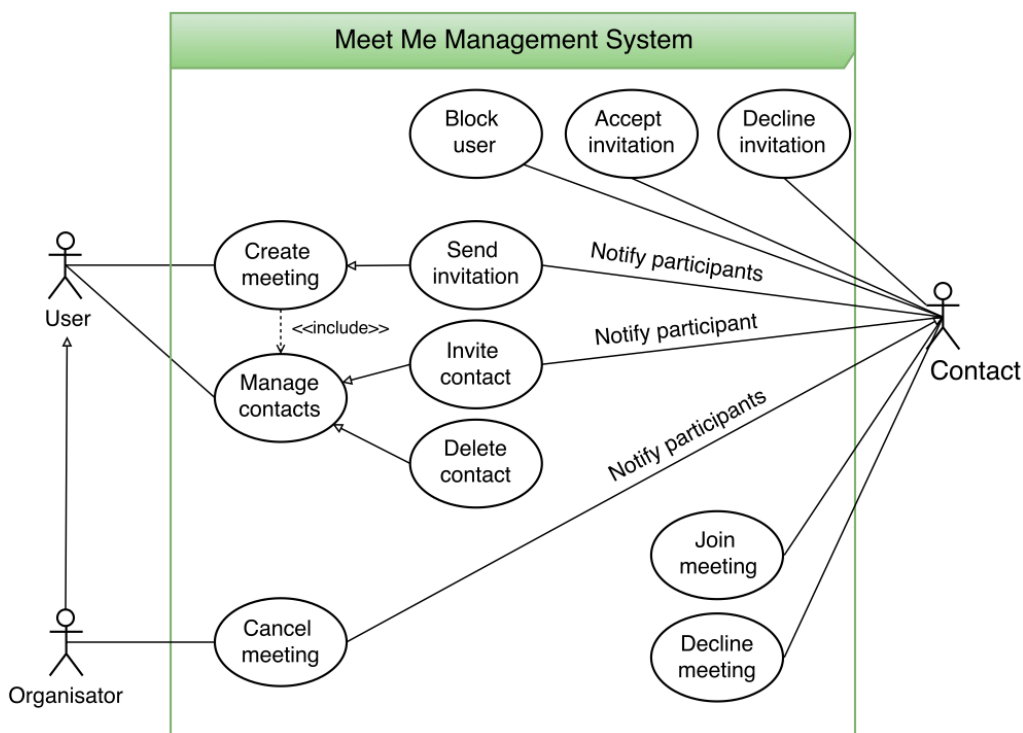 Meet Me Management System
Block
user
Accept
invitation
Decline
invitation
Create
meeting
Send
invitation
Notify participants
User
<<include>>
Invite
contact
Notify participant
Contact
Manage
contacts
Delete
contact
Notify participants
Join
meeting
Cancel
meeting
Decline
meeting
Organisator